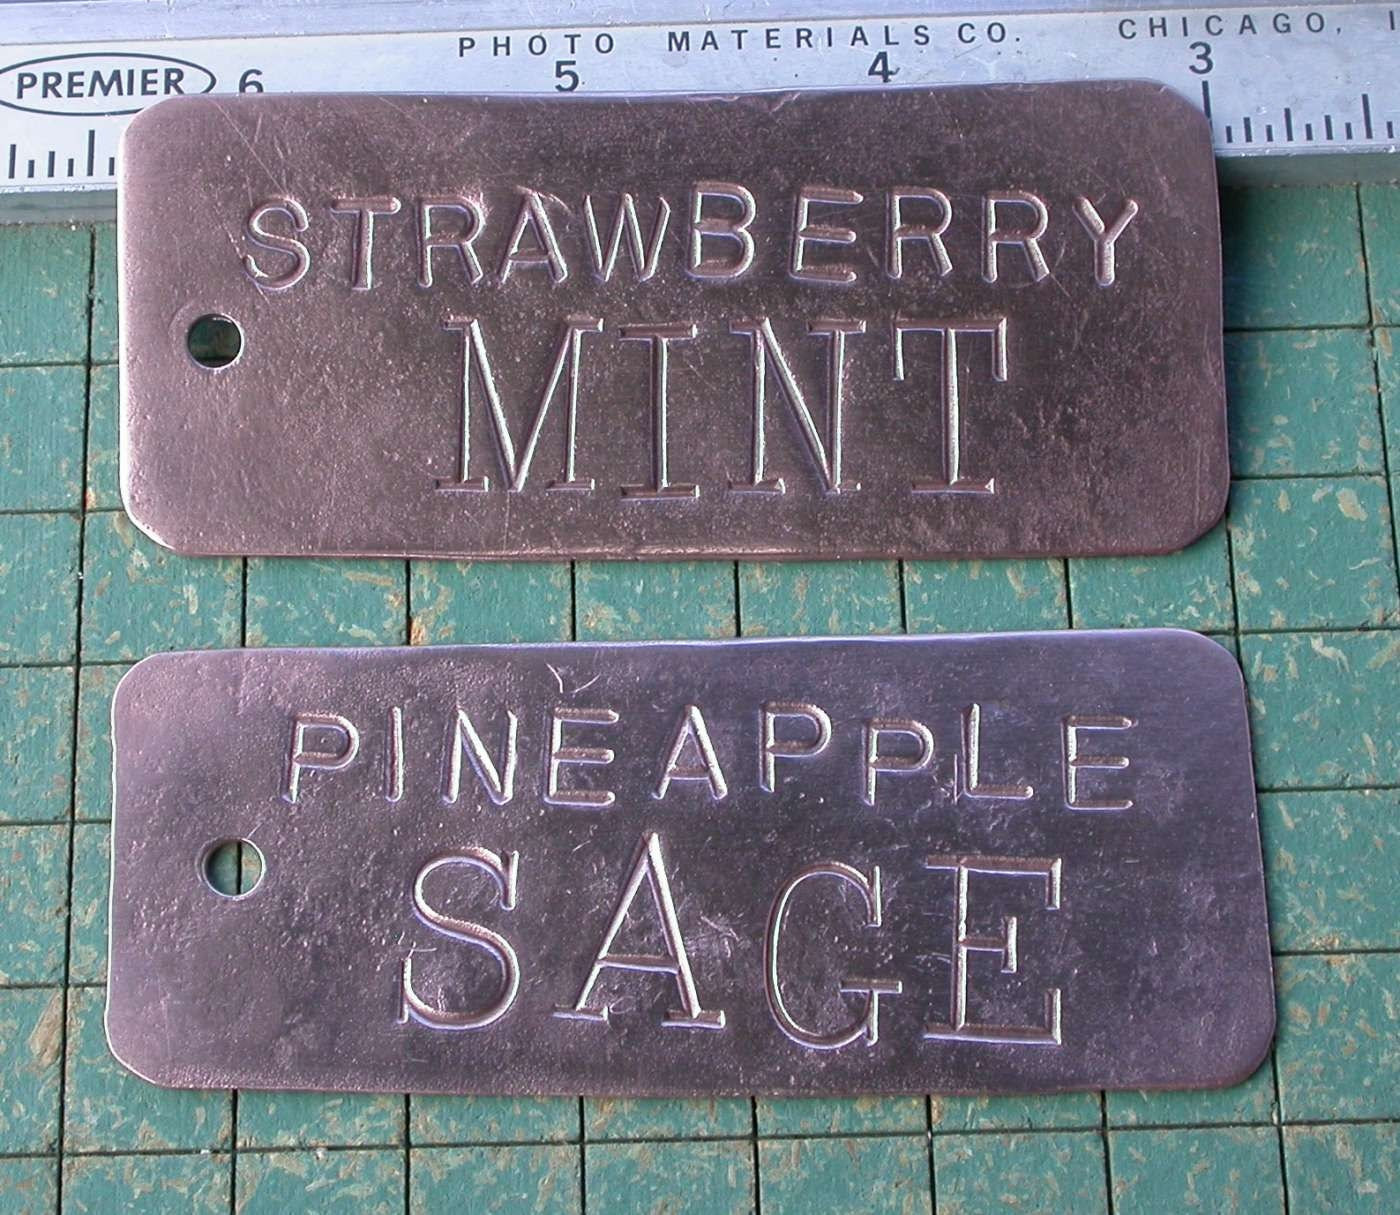 PHOTO MATERIALS CO. CHICAGO,
PREMIER 6 5 4 3
STRAWBERRY
MINT
PINEAPPLE
SAGE